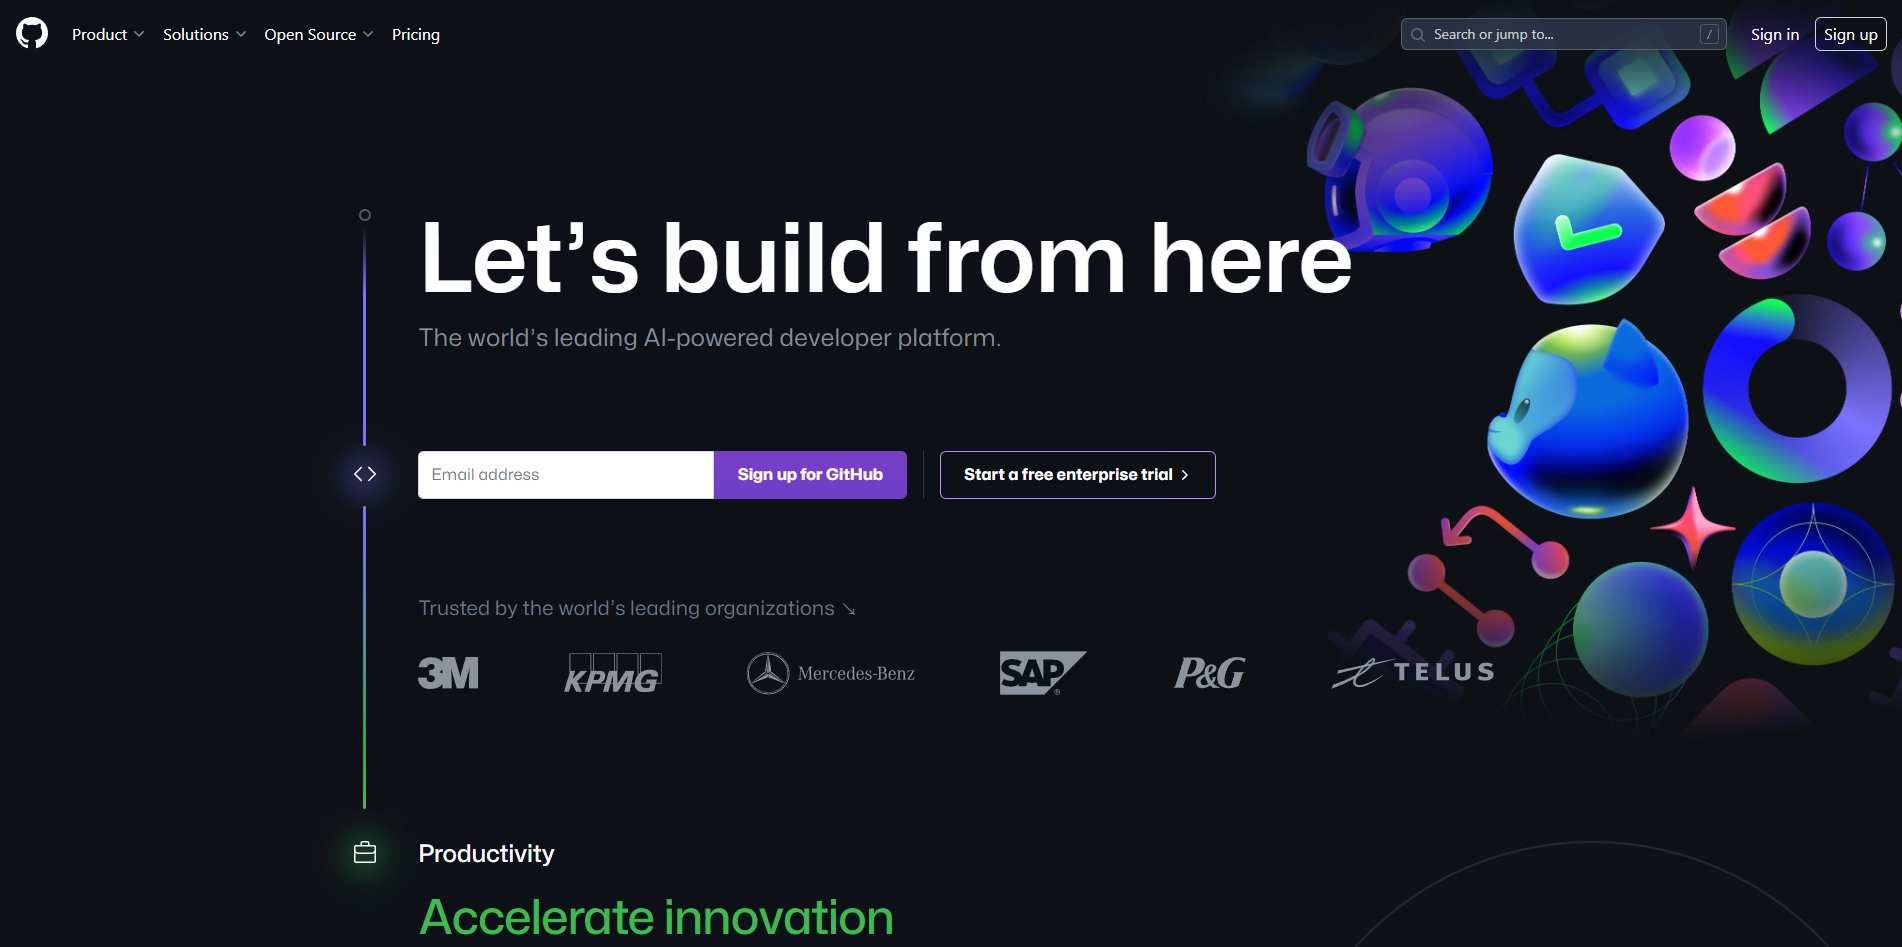 Product Solutions Open Source Pricing Search or jump to... / Sign in Sign up
Let’s build from here
The world’s leading AI-powered developer platform.
Email address Sign up for GitHub Start a free enterprise trial
Trusted by the world’s leading organizations
3M KPMG Mercedes-Benz SAP® P&G TELUS
Productivity
Accelerate innovation